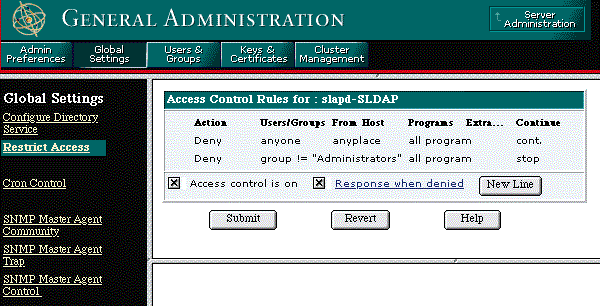 GENERAL ADMINISTRATION
Server Administration
Admin Preferences
Global Settings
Users & Groups
Keys & Certificates
Cluster Management
Global Settings
Configure Directory Service
Restrict Access
Cron Control
SNMP Master Agent Community
SNMP Master Agent Trap
SNMP Master Agent Control
Access Control Rules for : slapd-SLDAP
Action Users/Groups From Host Programs Extra... Continue
Deny anyone anyplace all program cont.
Deny group != "Administrators" all program stop
Access control is on Response when denied New Line
Submit Revert Help